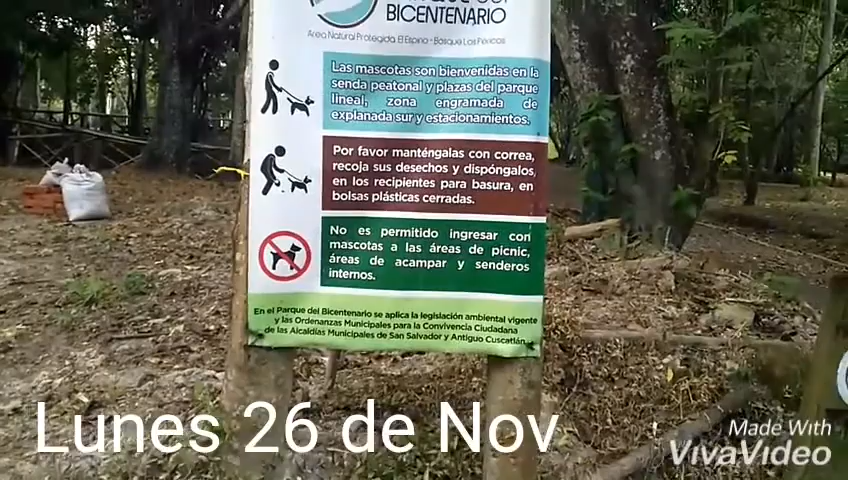 BICENTENARIO
Área Natural Protegida El Espino - Bosque Los Pericos
Las mascotas son bienvenidas en la
senda peatonal y plazas del parque
lineal, zona engramada de
explanada sur y estacionamientos.
Por favor manténgalas con correa,
recoja sus desechos y dispóngalos,
en los recipientes para basura, en
bolsas plásticas cerradas.
No es permitido ingresar con
mascotas a las áreas de picnic,
áreas de acampar y senderos
internos.
En el Parque del Bicentenario se aplica la legislación ambiental vigente
y las Ordenanzas Municipales para la Convivencia Ciudadana
de las Alcaldías Municipales de San Salvador y Antiguo Cuscatlán.
Lunes 26 de Nov
Made With
VivaVideo